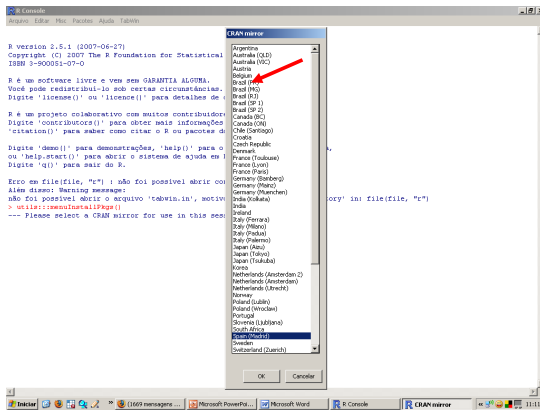 R Console
Arquivo Editar Misc Pacotes Ajuda TabWin
R version 2.5.1 (2007-06-27)
Copyright (C) 2007 The R Foundation for Statistical
ISBN 3-900051-07-0
R é um software livre e vem sem GARANTIA ALGUMA.
Você pode redistribuí-lo sob certas circunstâncias.
Digite 'license()' ou 'licence()' para detalhes de
R é um projeto colaborativo com muitos contribuidore
Digite 'contributors()' para obter mais informações
'citation()' para saber como citar o R ou pacotes d
Digite 'demo()' para demonstrações, 'help()' para o
ou 'help.start()' para abrir o sistema de ajuda em
Digite 'q()' para sair do R.
Erro em file(file, "r") : não foi possível abrir co
Além disso: Warning message:
não foi possível abrir o arquivo 'tabwin.in', motiv
tory' in: file(file, "r")
> utils:::menuInstallPkgs()
--- Please select a CRAN mirror for use in this ses
CRAN mirror
Argentina
Australia (QLD)
Australia (VIC)
Austria
Belgium
Brazil
Brazil (MG)
Brazil (RJ)
Brazil (SP 1)
Brazil (SP 2)
Canada (BC)
Canada (ON)
Chile (Santiago)
Croatia
Czech Republic
Denmark
France (Toulouse)
France (Lyon)
France (Paris)
Germany (Bamberg)
Germany (Mainz)
Germany (Muenchen)
India (Kolkata)
India
Ireland
Italy (Ferrara)
Italy (Milano)
Italy (Padua)
Italy (Palermo)
Japan (Aizu)
Japan (Tokyo)
Japan (Tsukuba)
Korea
Netherlands (Amsterdam 2)
Netherlands (Amsterdam)
Netherlands (Utrecht)
Norway
Poland (Lublin)
Poland (Wroclaw)
Portugal
Slovenia (Ljubljana)
South Africa
Spain (Madrid)
Sweden
Switzerland (Zuerich)
OK Cancelar
Iniciar (1669 mensagens ... Microsoft PowerPoi... Microsoft Word R Console CRAN mirror 11:11